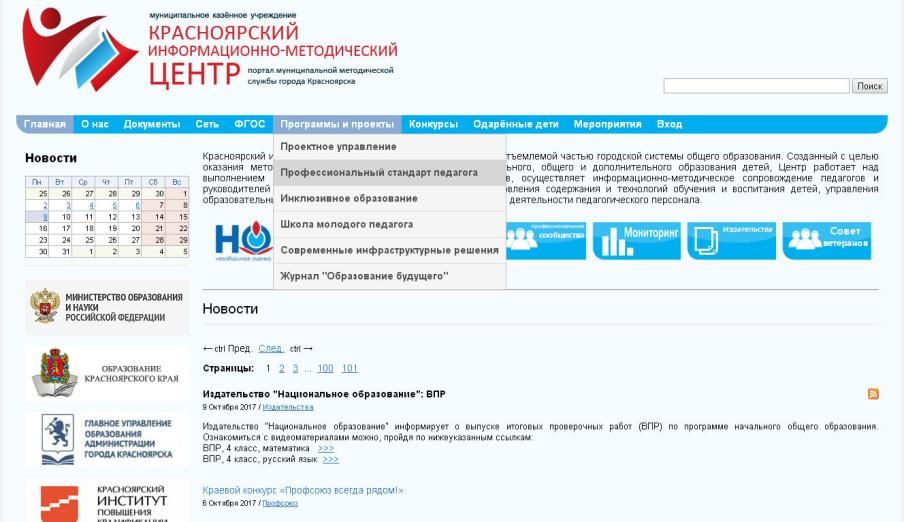 муниципальное казённое учреждение
КРАСНОЯРСКИЙ
ИНФОРМАЦИОННО-МЕТОДИЧЕСКИЙ
ЦЕНТР портал муниципальной методической
службы города Красноярска
Поиск
Главная О нас Документы Сеть ФГОС Программы и проекты Конкурсы Одарённые дети Мероприятия Вход
Проектное управление
Профессиональный стандарт педагога
Инклюзивное образование
Школа молодого педагога
Современные инфраструктурные решения
Журнал "Образование будущего"
Новости
Пн Вт Ср Чт Пт Сб Вс
25 26 27 28 29 30 1
2 3 4 5 6 7 8
9 10 11 12 13 14 15
16 17 18 19 20 21 22
23 24 25 26 27 28 29
30 31 1 2 3 4 5
МИНИСТЕРСТВО ОБРАЗОВАНИЯ
И НАУКИ
РОССИЙСКОЙ ФЕДЕРАЦИИ
ОБРАЗОВАНИЕ
КРАСНОЯРСКОГО КРАЯ
ГЛАВНОЕ УПРАВЛЕНИЕ
ОБРАЗОВАНИЯ
АДМИНИСТРАЦИИ
ГОРОДА КРАСНОЯРСКА
КРАСНОЯРСКИЙ
ИНСТИТУТ
ПОВЫШЕНИЯ
КВАЛИФИКАЦИИ
Красноярский тъемлемой частью городской системы общего образования. Созданный с целью
оказания мето ьного, общего и дополнительного образования детей, Центр работает над
выполнением в, осуществляет информационно-методическое сопровождение педагогов и
руководителей вления содержания и технологий обучения и воспитания детей, управления
образовательны деятельности педагогического персонала.
НО
независимая оценка
профессиональные
сообщества
Мониторинг
Издательства
Совет
ветеранов
Новости
← ctrl Пред. След. ctrl →
Страницы: 1 2 3 ... 100 101
Издательство "Национальное образование": ВПР
9 Октября 2017 / Издательства
Издательство "Национальное образование" информирует о выпуске итоговых проверочных работ (ВПР) по программе начального общего образования.
Ознакомиться с видеоматериалами можно, пройдя по нижеуказанным ссылкам:
ВПР, 4 класс, математика >>>
ВПР, 4 класс, русский язык >>>
Краевой конкурс «Профсоюз всегда рядом!»
6 Октября 2017 / Профсоюз